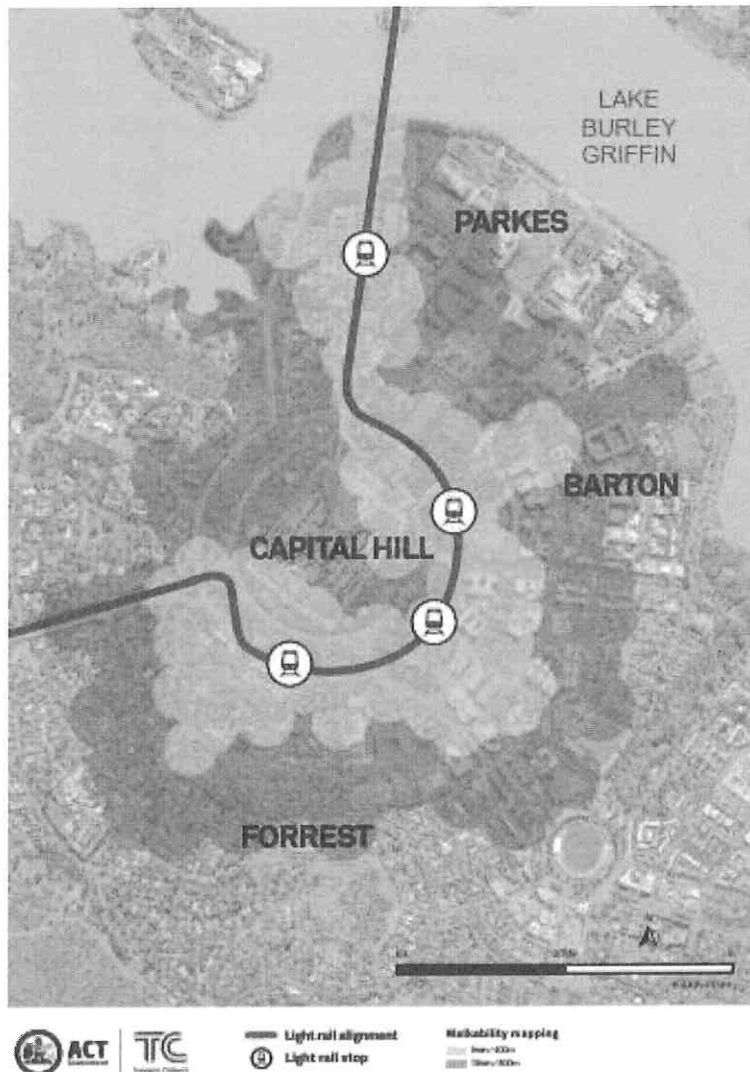 LAKE
BURLEY
GRIFFIN
PARKES
BARTON
CAPITAL HILL
FORREST
ACT
TC
Light rail alignment
Light rail stop
Walkability mapping